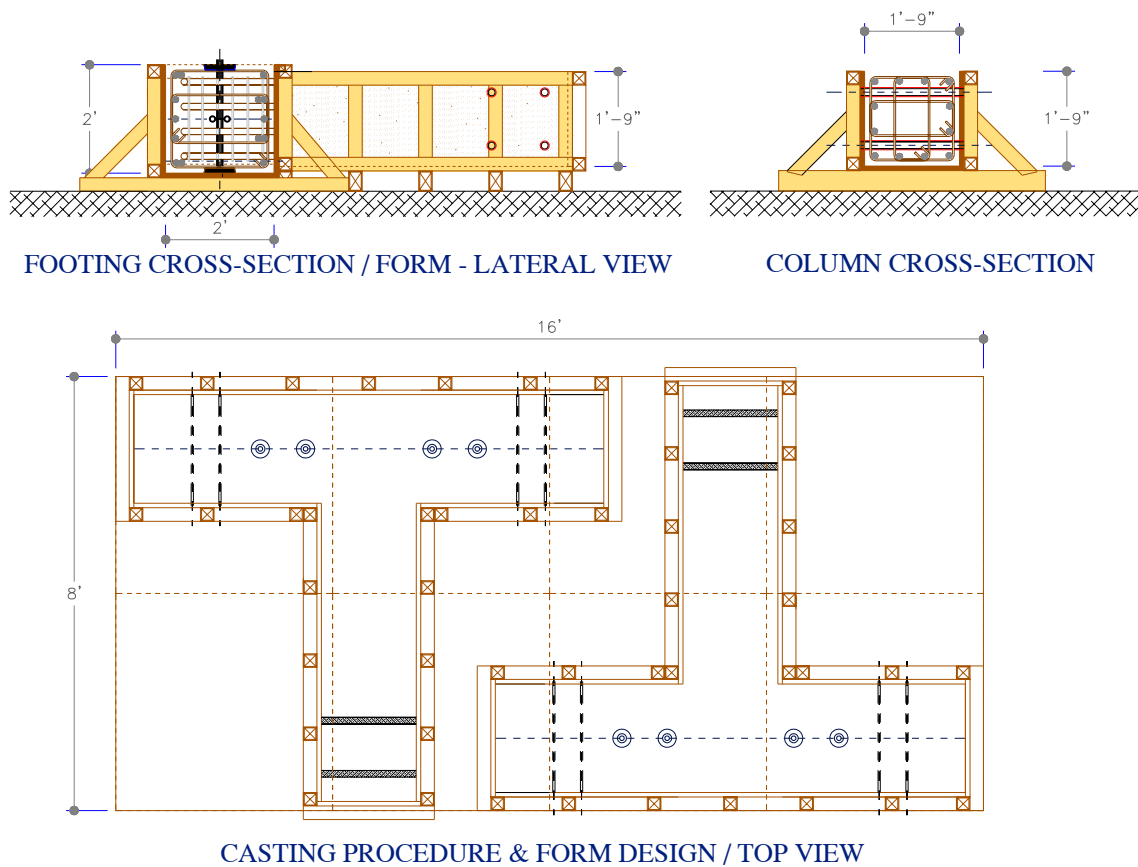 1'-9"
2'
1'-9"
1'-9"
2'
FOOTING CROSS-SECTION / FORM - LATERAL VIEW
COLUMN CROSS-SECTION
16'
8'
CASTING PROCEDURE & FORM DESIGN / TOP VIEW